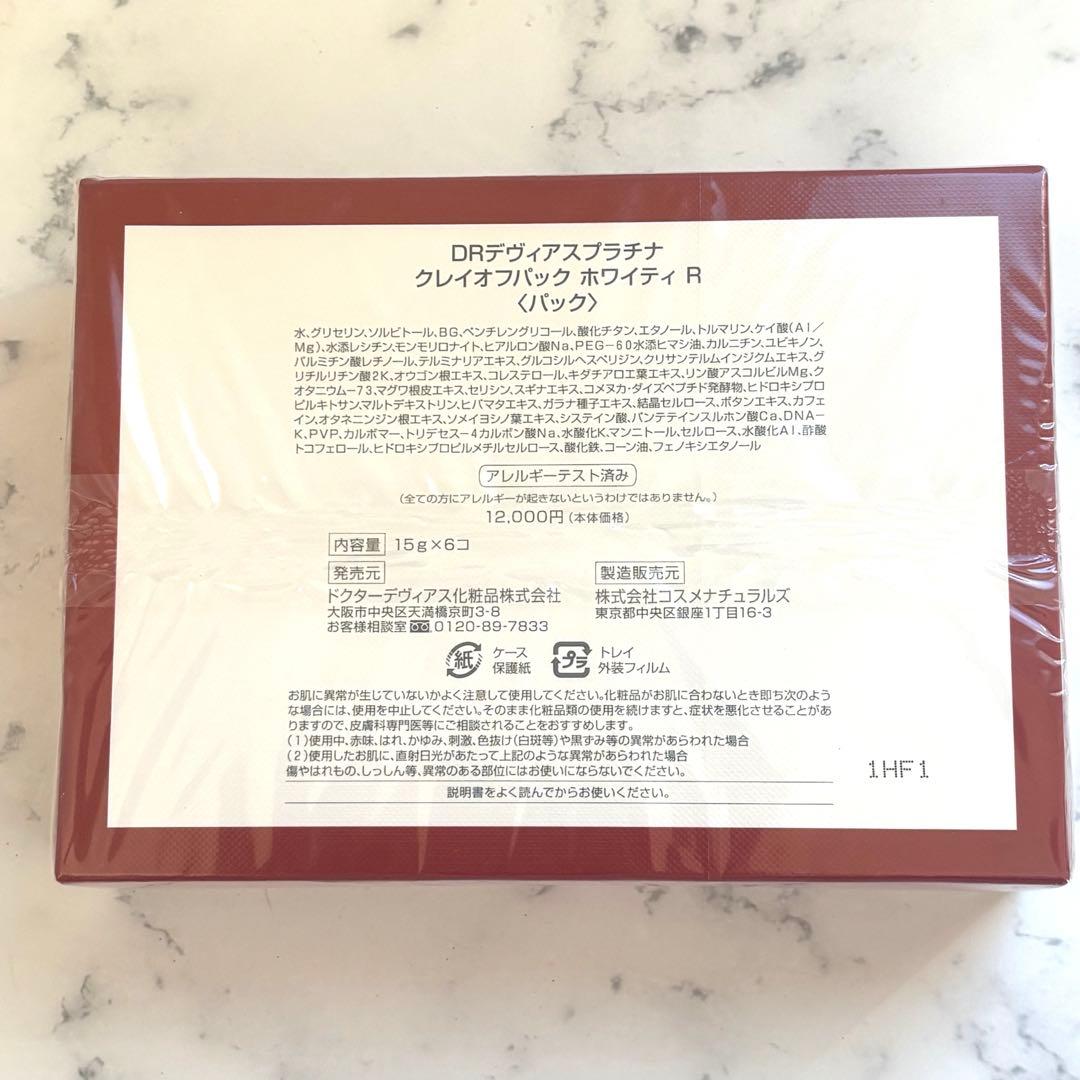 DRデヴィアスプラチナ
クレイオフパック ホワイティ R
〈パック〉
水、グリセリン、ソルビトール、BG、ペンチレングリコール、酸化チタン、エタノール、トルマリン、ケイ酸(Al/
Mg)、水添レシチン、モンモリロナイト、ヒアルロン酸Na、PEG-60水添ヒマシ油、カルニチン、ユビキノン、
パルミチン酸レチノール、テルミナリアエキス、グルコシルヘスペリジン、クリサンテルムインジクムエキス、グ
リチルリチン酸2K、オウゴン根エキス、コレステロール、キダチアロエ葉エキス、リン酸アスコルビルMg、ク
オタニウム-73、マグワ根皮エキス、セリシン、スギナエキス、コメヌカ・ダイズペプチド発酵物、ヒドロキシプロ
ピルキトサン、マルトデキストリン、ヒバマタエキス、ガラナ種子エキス、結晶セルロース、ボタンエキス、カフェ
イン、オタネニンジン根エキス、ソメイヨシノ葉エキス、システイン酸、パンテテインスルホン酸Ca、DNA-
K、PVP、カルボマー、トリデセス-4カルボン酸Na、水酸化K、マンニトール、セルロース、水酸化Al、酢酸
トコフェロール、ヒドロキシプロピルメチルセルロース、酸化鉄、コーン油、フェノキシエタノール
アレルギーテスト済み
(全ての方にアレルギーが起きないというわけではありません。)
12,000円(本体価格)
内容量 15g×6コ
発売元
ドクターデヴィアス化粧品株式会社
大阪市中央区天満橋京町3-8
お客様相談室 0120-89-7833
製造販売元
株式会社コスメナチュラルズ
東京都中央区銀座1丁目16-3
紙 ケース
保護紙
プラ トレイ
外装フィルム
お肌に異常が生じていないかよく注意して使用してください。化粧品がお肌に合わないとき即ち次のよう
な場合には、使用を中止してください。そのまま化粧品類の使用を続けますと、症状を悪化させることがあ
りますので、皮膚科専門医等にご相談されることをおすすめします。
(1)使用中、赤味、はれ、かゆみ、刺激、色抜け(白斑等)や黒ずみ等の異常があらわれた場合
(2)使用したお肌に、直射日光があたって上記のような異常があらわれた場合
傷やはれもの、しっしん等、異常のある部位にはお使いにならないでください。
説明書をよく読んでからお使いください。
1HF1